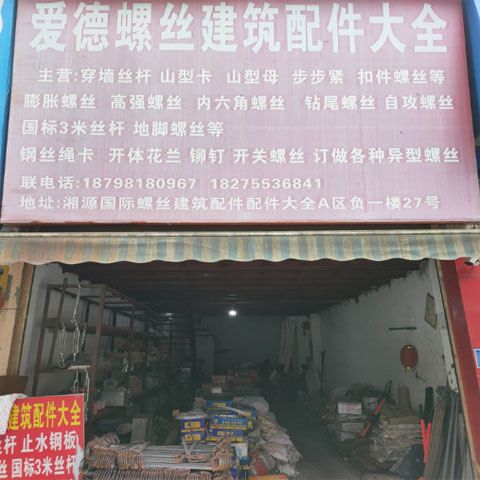 爱德螺丝建筑配件大全
主营:穿墙丝杆 山型卡 山型母 步步紧 扣件螺丝等
膨胀螺丝 高强螺丝 内六角螺丝 钻尾螺丝 自攻螺丝
国标3米丝杆 地脚螺丝等
钢丝绳卡 开体花兰 铆钉 开关螺丝 订做各种异型螺丝
联电话:18798180967 18275536841
地址:湘源国际螺丝建筑配件配件大全A区负一楼27号
建筑配件大全
丝杆 止水钢板
丝 国标3米丝杆